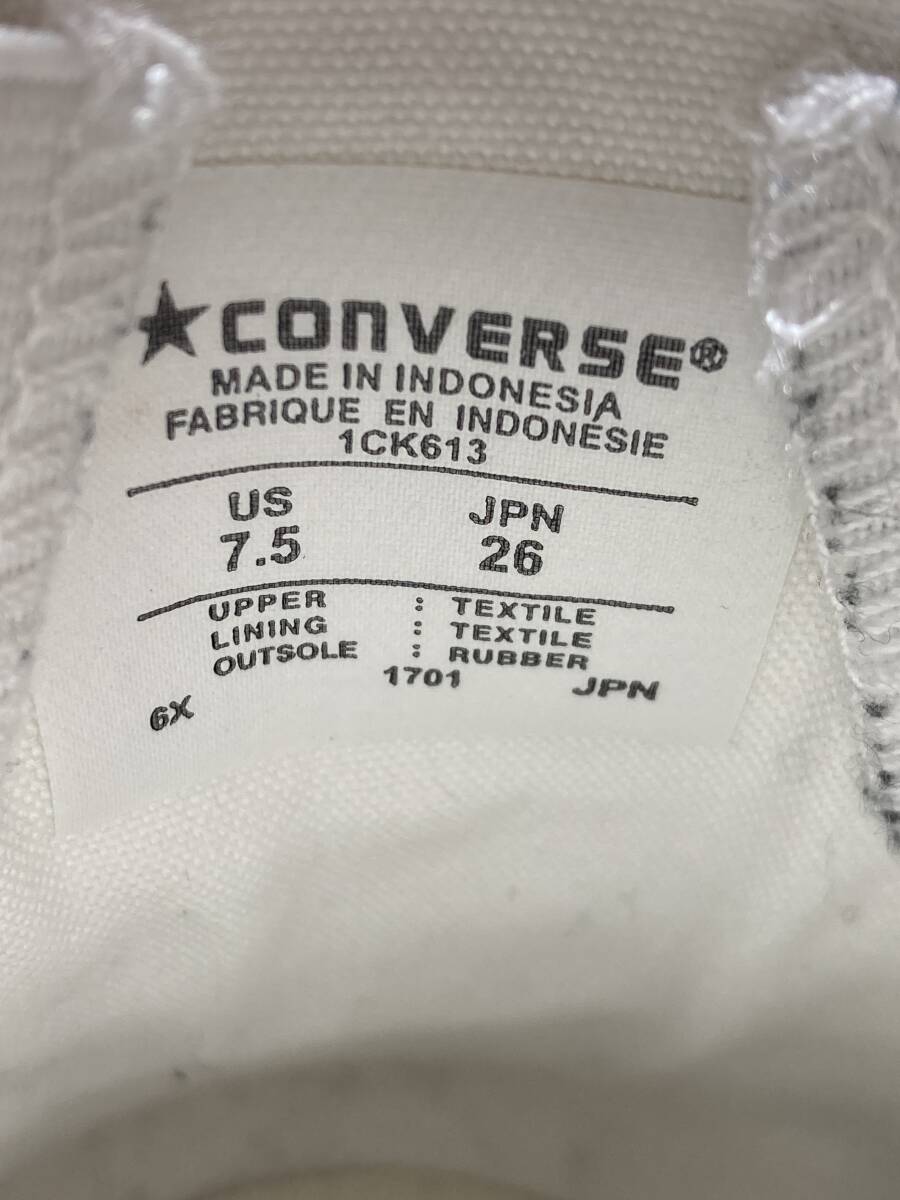 ★CONVERSE®
MADE IN INDONESIA
FABRIQUE EN INDONESIE
1CK613
US JPN
7.5 26
UPPER : TEXTILE
LINING : TEXTILE
OUTSOLE : RUBBER
6X 1701 JPN